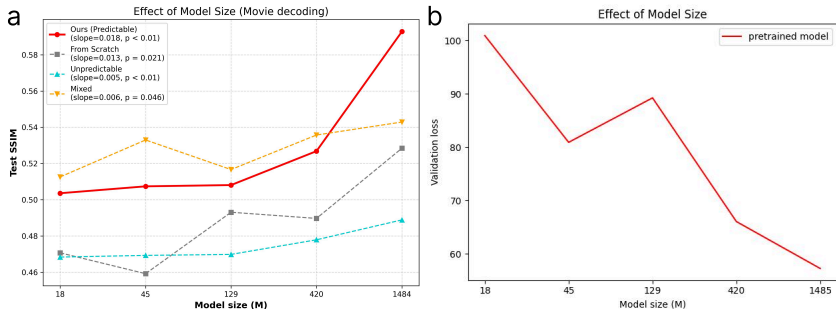 a
Effect of Model Size (Movie decoding)
Ours (Predictable)
(slope=0.018, p < 0.01)
From Scratch
(slope=0.013, p = 0.021)
Unpredictable
(slope=0.005, p < 0.01)
Mixed
(slope=0.006, p = 0.046)
Test SSIM
0.58
0.56
0.54
0.52
0.50
0.48
0.46
18
45
129
420
1484
Model size (M)
b
Effect of Model Size
pretrained model
Validation loss
100
90
80
70
60
18
45
129
420
1485
Model size (M)